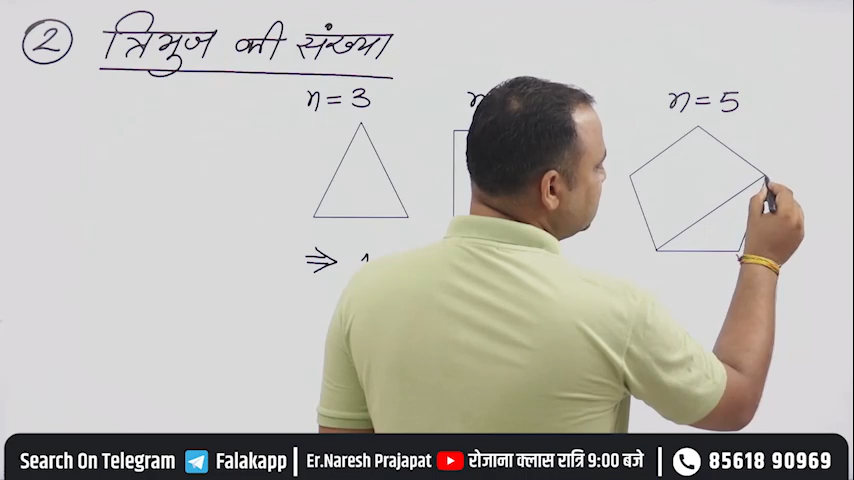 2 त्रिभुज की संख्या
n = 3
n = 5
⇒
Search On Telegram Falakapp | Er.Naresh Prajapat रोजाना क्लास रात्रि 9:00 बजे | 85618 90969